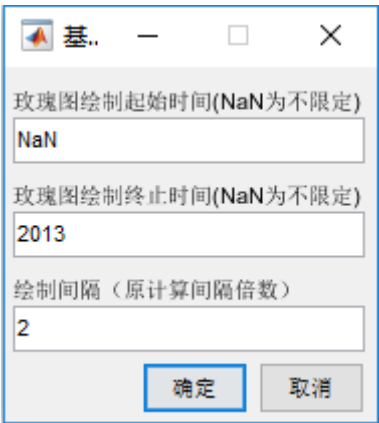 基..
玫瑰图绘制起始时间(NaN为不限定)
NaN
玫瑰图绘制终止时间(NaN为不限定)
2013
绘制间隔（原计算间隔倍数）
2
确定 取消